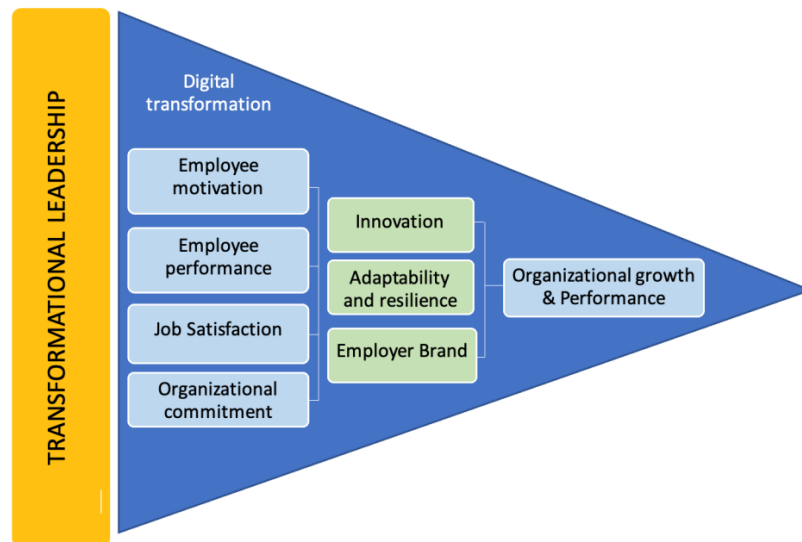 TRANSFORMATIONAL LEADERSHIP
Digital
transformation
Employee
motivation
Employee
performance
Job Satisfaction
Organizational
commitment
Innovation
Adaptability
and resilience
Employer Brand
Organizational growth
& Performance